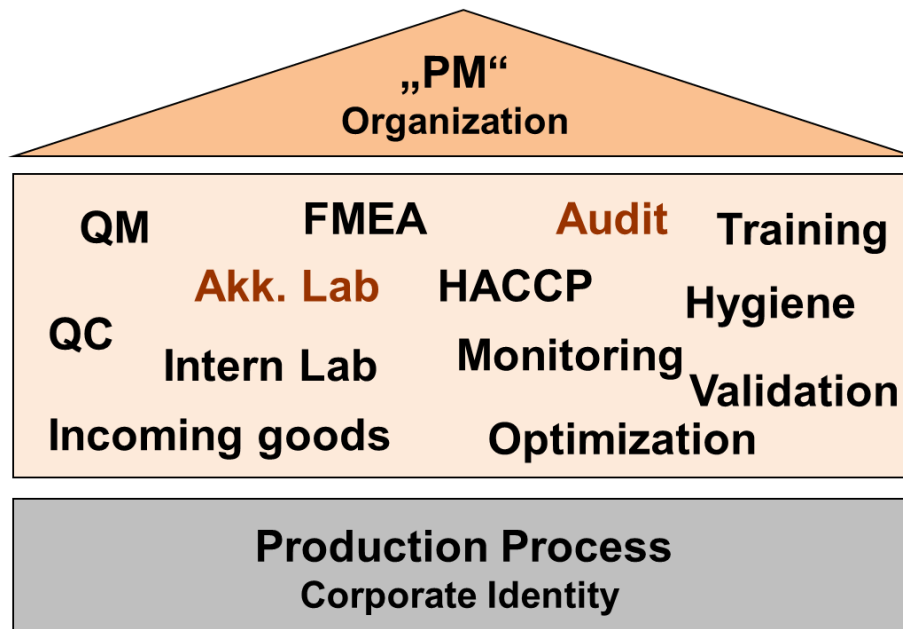 „PM“
Organization
QM
FMEA
Audit
Training
Akk. Lab
HACCP
Hygiene
QC
Intern Lab
Monitoring
Validation
Incoming goods
Optimization
Production Process
Corporate Identity